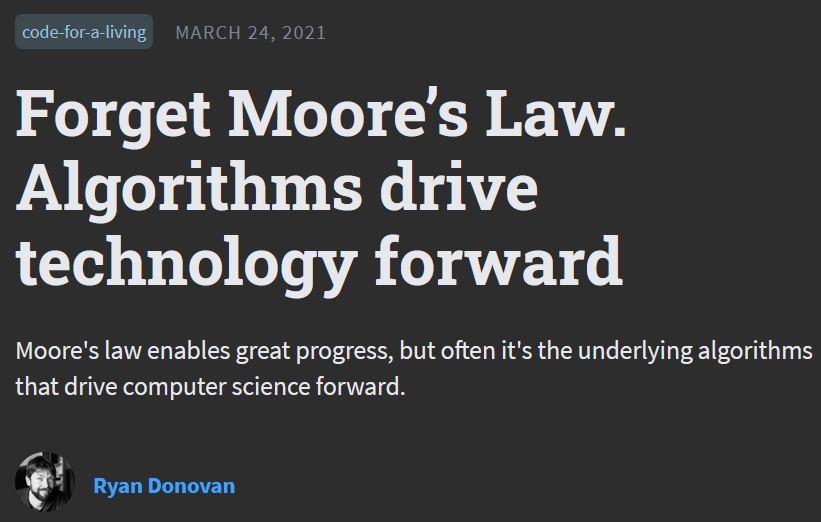 code-for-a-living MARCH 24, 2021
Forget Moore’s Law.
Algorithms drive
technology forward
Moore's law enables great progress, but often it's the underlying algorithms
that drive computer science forward.
Ryan Donovan